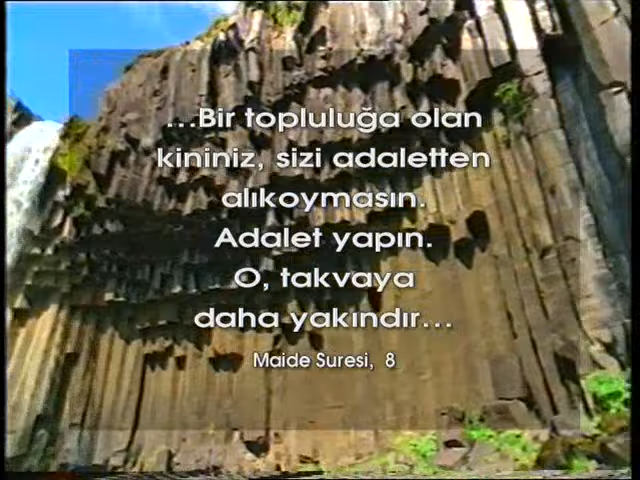 ...Bir topluluğa olan
kininiz, sizi adaletten
alıkoymasın.
Adalet yapın.
O, takvaya
daha yakındır...
Maide Suresi, 8